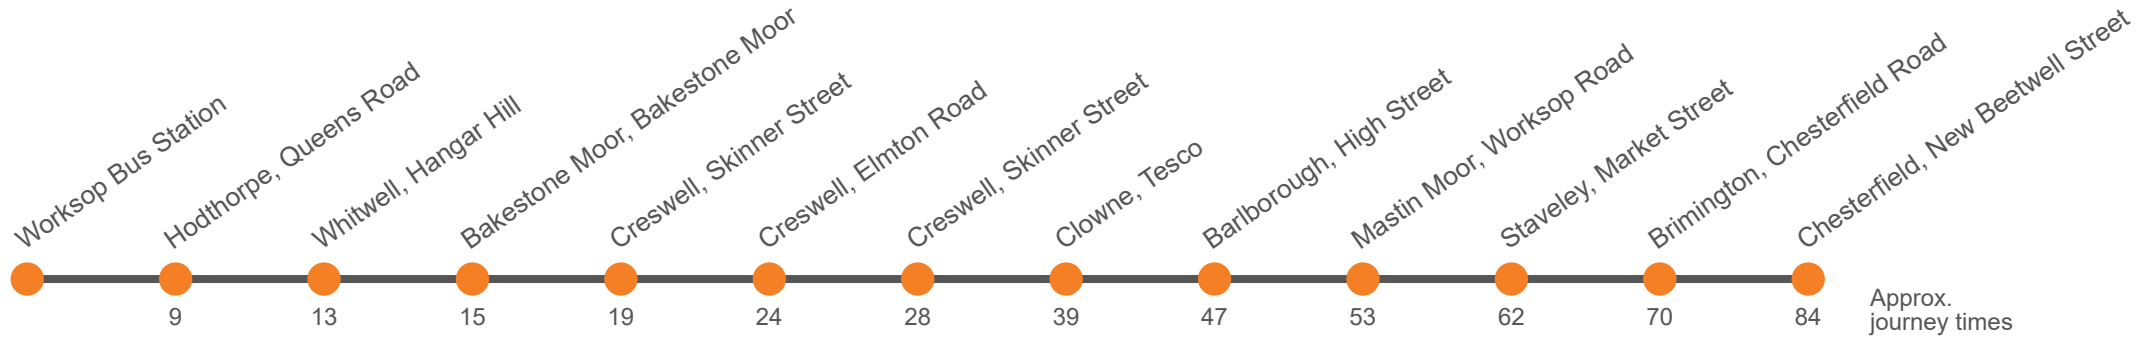 Worksop Bus Station
Hodthorpe, Queens Road
Whitwell, Hangar Hill
Bakestone Moor, Bakestone Moor
Creswell, Skinner Street
Creswell, Elmton Road
Creswell, Skinner Street
Clowne, Tesco
Barlborough, High Street
Mastin Moor, Worksop Road
Staveley, Market Street
Brimington, Chesterfield Road
Chesterfield, New Beetwell Street
9 13 15 19 24 28 39 47 53 62 70 84
Approx.
journey times